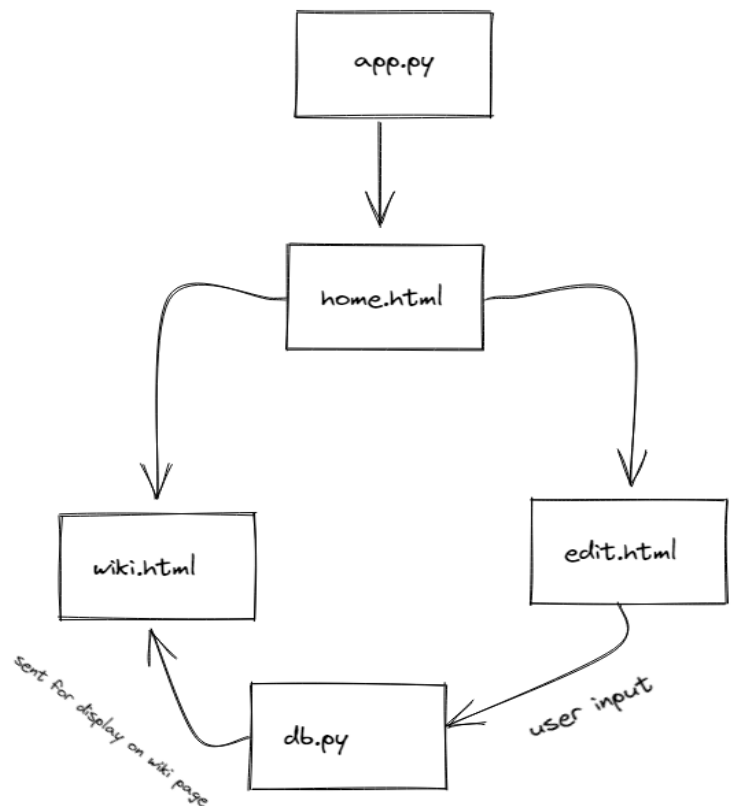 app.py
home.html
wiki.html
edit.html
sent for display on wiki page
db.py
user input